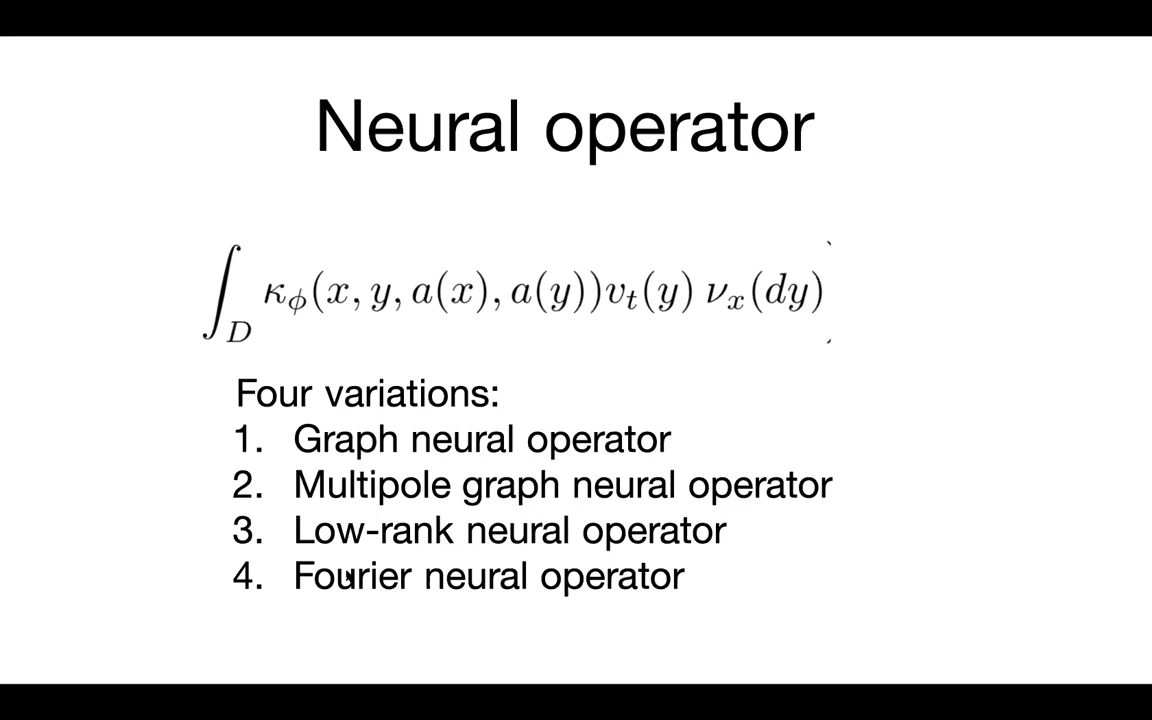 Neural operator
∫_D κ_ϕ(x, y, a(x), a(y))v_t(y) ν_x(dy)
Four variations:
1. Graph neural operator
2. Multipole graph neural operator
3. Low-rank neural operator
4. Fourier neural operator